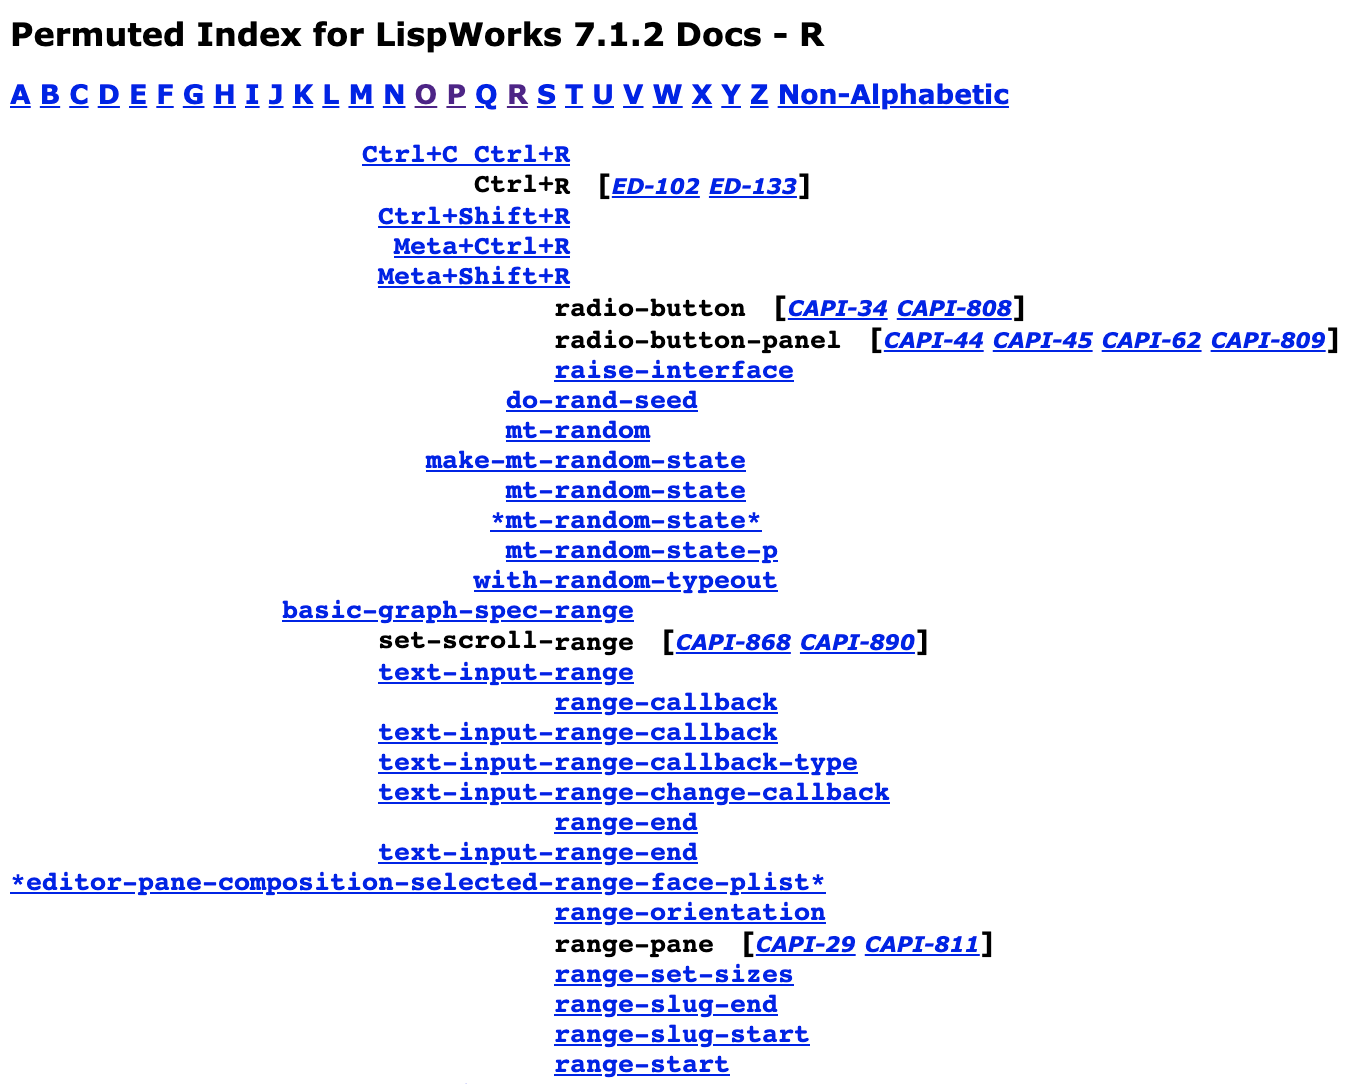 Permuted Index for LispWorks 7.1.2 Docs - R
A B C D E F G H I J K L M N O P Q R S T U V W X Y Z Non-Alphabetic
Ctrl+C Ctrl+R
Ctrl+R [ED-102 ED-133]
Ctrl+Shift+R
Meta+Ctrl+R
Meta+Shift+R
radio-button [CAPI-34 CAPI-808]
radio-button-panel [CAPI-44 CAPI-45 CAPI-62 CAPI-809]
raise-interface
do-rand-seed
mt-random
make-mt-random-state
mt-random-state
*mt-random-state*
mt-random-state-p
with-random-typeout
basic-graph-spec-range
set-scroll-range [CAPI-868 CAPI-890]
text-input-range
range-callback
text-input-range-callback
text-input-range-callback-type
text-input-range-change-callback
range-end
text-input-range-end
*editor-pane-composition-selected-range-face-plist*
range-orientation
range-pane [CAPI-29 CAPI-811]
range-set-sizes
range-slug-end
range-slug-start
range-start